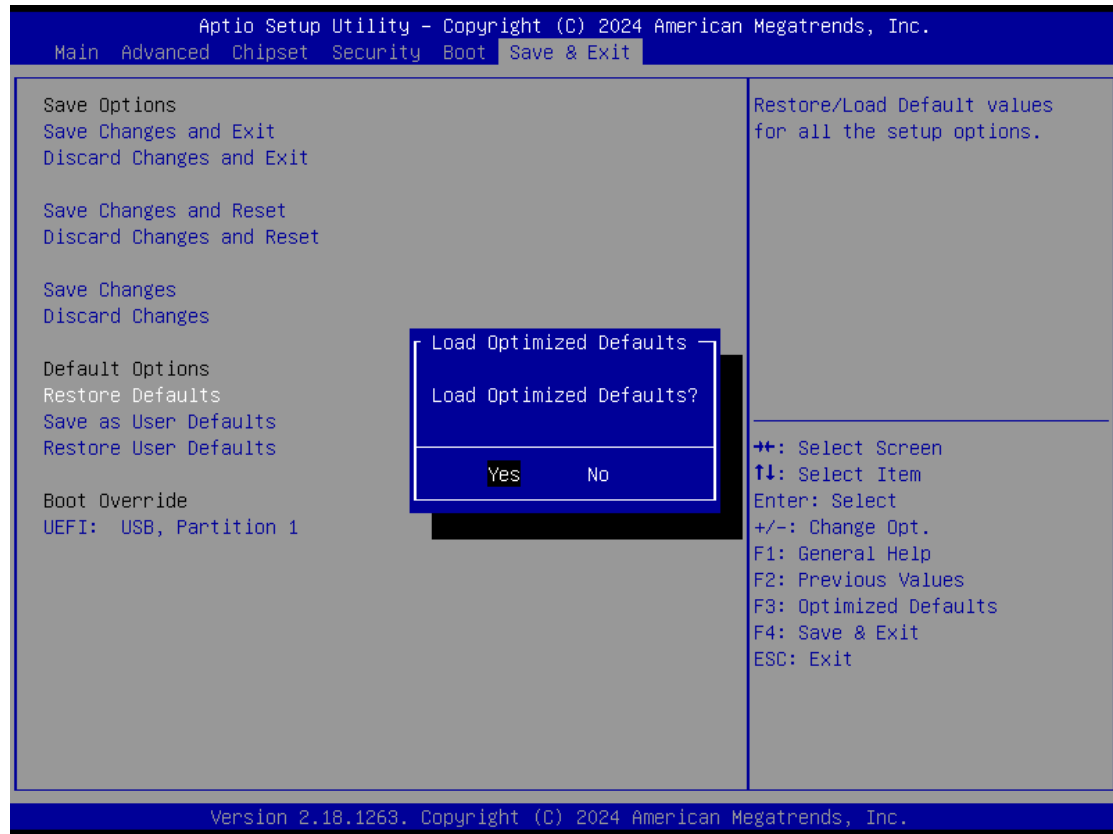 Aptio Setup Utility – Copyright (C) 2024 American Megatrends, Inc.
Main Advanced Chipset Security Boot Save & Exit
Save Options
Save Changes and Exit
Discard Changes and Exit
Save Changes and Reset
Discard Changes and Reset
Save Changes
Discard Changes
Default Options
Restore Defaults
Save as User Defaults
Restore User Defaults
Boot Override
UEFI: USB, Partition 1
Load Optimized Defaults
Load Optimized Defaults?
Yes No
Restore/Load Default values
for all the setup options.
→←: Select Screen
↑↓: Select Item
Enter: Select
+/-: Change Opt.
F1: General Help
F2: Previous Values
F3: Optimized Defaults
F4: Save & Exit
ESC: Exit
Version 2.18.1263. Copyright (C) 2024 American Megatrends, Inc.